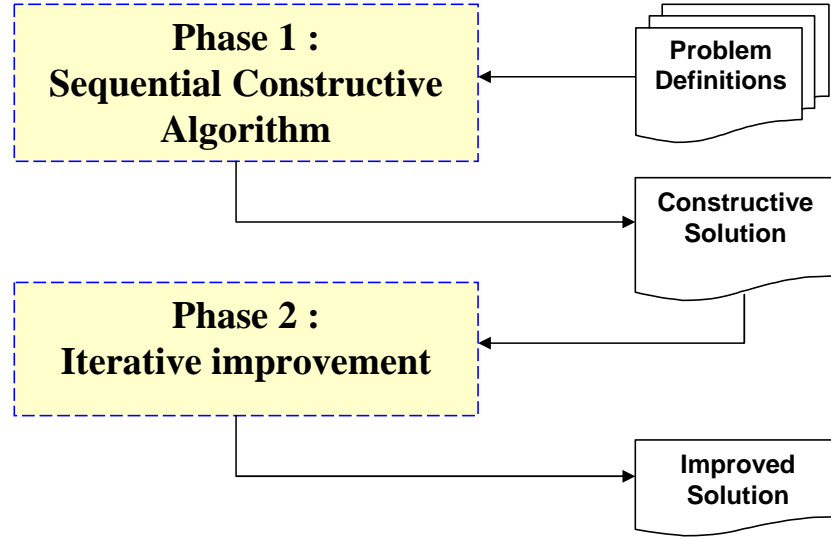 Phase 1 :
Sequential Constructive
Algorithm
Problem
Definitions
Constructive
Solution
Phase 2 :
Iterative improvement
Improved
Solution